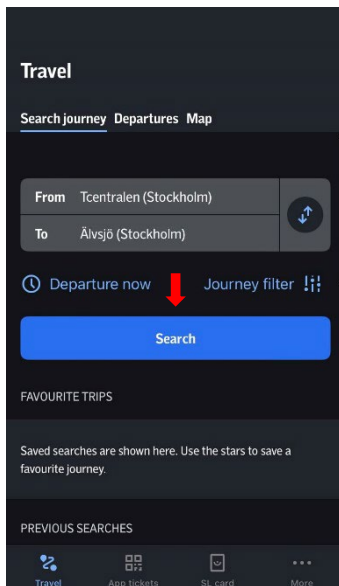 Travel
Search journey Departures Map
From Tcentralen (Stockholm)
To Älvsjö (Stockholm)
Departure now Journey filter
Search
FAVOURITE TRIPS
Saved searches are shown here. Use the stars to save a
favourite journey.
PREVIOUS SEARCHES
Travel App tickets SL card More